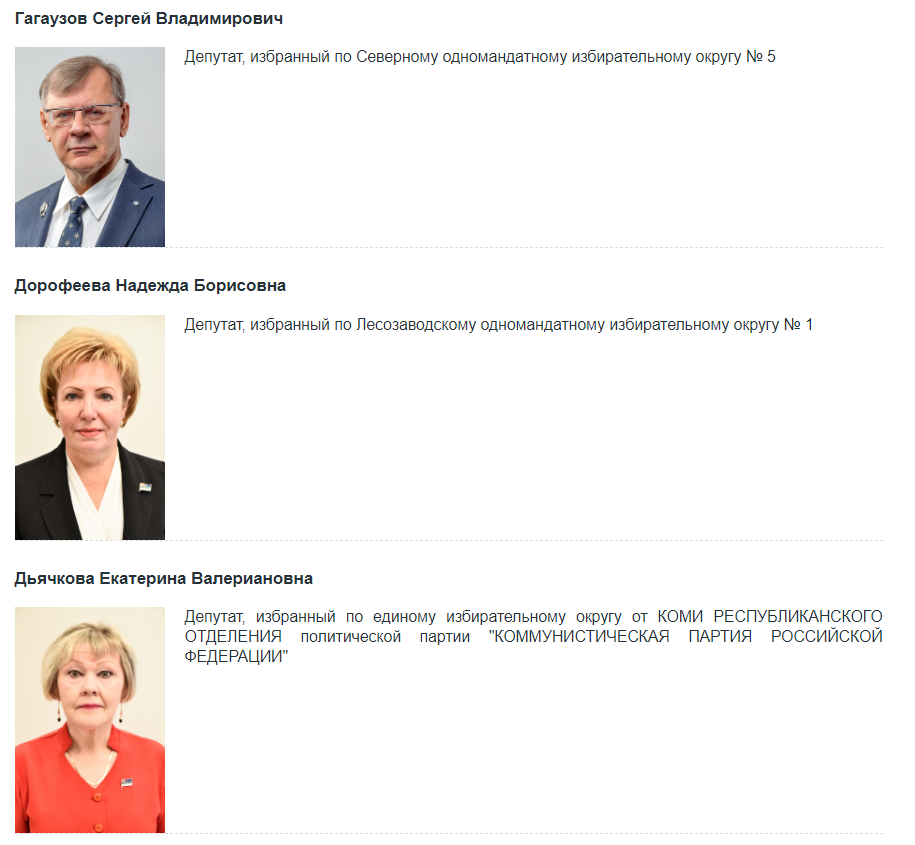 Гагаузов Сергей Владимирович
Депутат, избранный по Северному одномандатному избирательному округу № 5
Дорофеева Надежда Борисовна
Депутат, избранный по Лесозаводскому одномандатному избирательному округу № 1
Дьячкова Екатерина Валериановна
Депутат, избранный по единому избирательному округу от КОМИ РЕСПУБЛИКАНСКОГО
ОТДЕЛЕНИЯ политической партии "КОММУНИСТИЧЕСКАЯ ПАРТИЯ РОССИЙСКОЙ
ФЕДЕРАЦИИ"